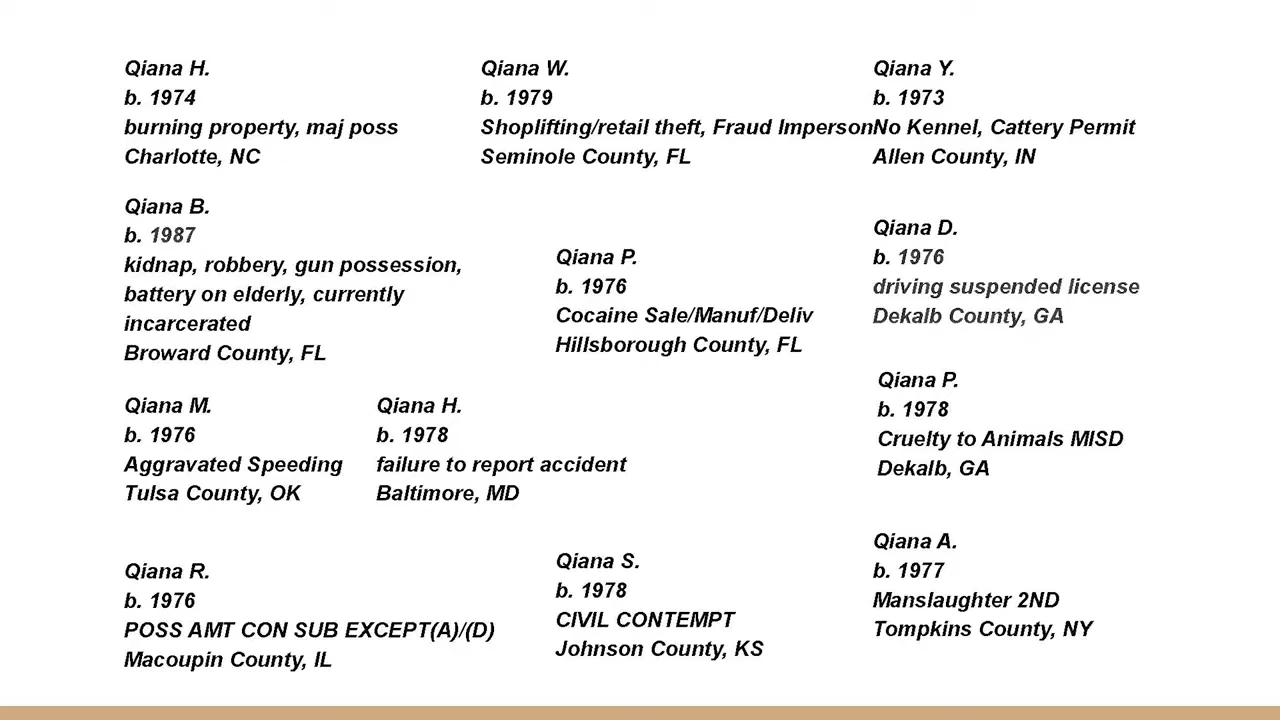 Qiana H.
b. 1974
burning property, maj poss
Charlotte, NC
Qiana W.
b. 1979
Shoplifting/retail theft, Fraud Imperson
Seminole County, FL
Qiana Y.
b. 1973
No Kennel, Cattery Permit
Allen County, IN
Qiana B.
b. 1987
kidnap, robbery, gun possession,
battery on elderly, currently
incarcerated
Broward County, FL
Qiana P.
b. 1976
Cocaine Sale/Manuf/Deliv
Hillsborough County, FL
Qiana D.
b. 1976
driving suspended license
Dekalb County, GA
Qiana M.
b. 1976
Aggravated Speeding
Tulsa County, OK
Qiana H.
b. 1978
failure to report accident
Baltimore, MD
Qiana P.
b. 1978
Cruelty to Animals MISD
Dekalb, GA
Qiana R.
b. 1976
POSS AMT CON SUB EXCEPT(A)/(D)
Macoupin County, IL
Qiana S.
b. 1978
CIVIL CONTEMPT
Johnson County, KS
Qiana A.
b. 1977
Manslaughter 2ND
Tompkins County, NY